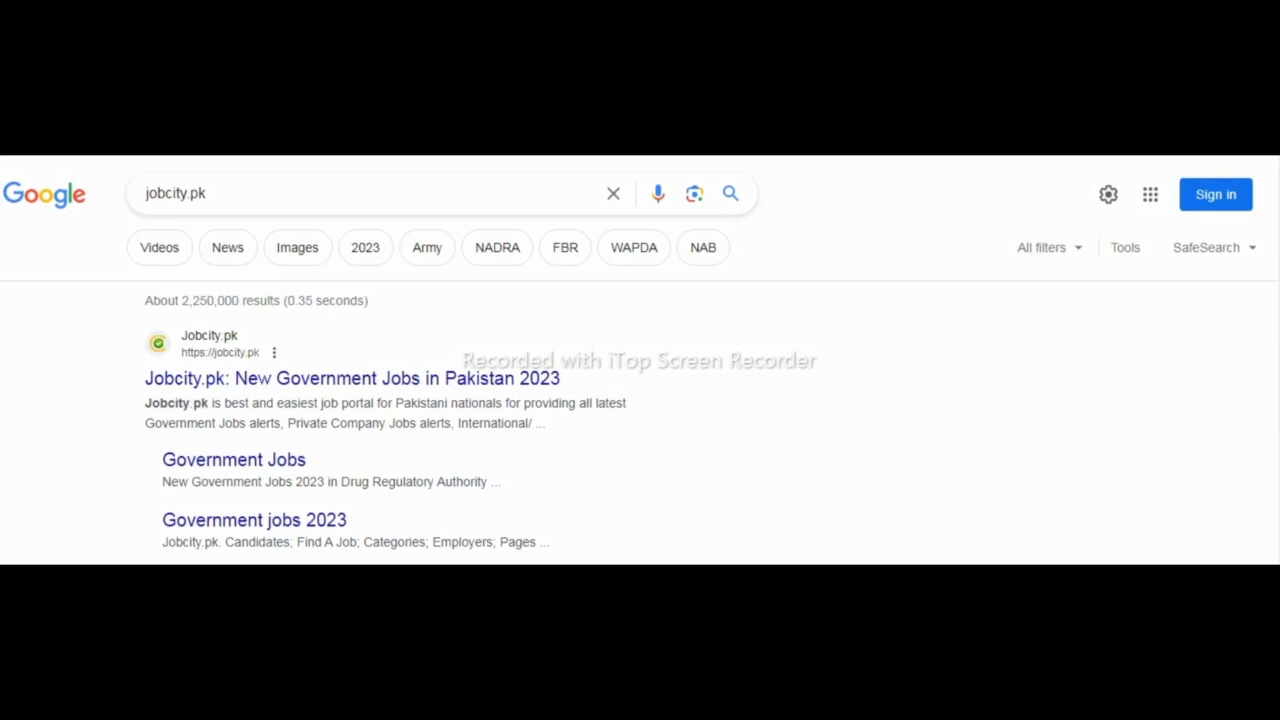 Google
jobcity.pk
Sign in
Videos
News
Images
2023
Army
NADRA
FBR
WAPDA
NAB
All filters
Tools
SafeSearch
About 2,250,000 results (0.35 seconds)
Jobcity.pk
https://jobcity.pk
Recorded with iTop Screen Recorder
Jobcity.pk: New Government Jobs in Pakistan 2023
Jobcity.pk is best and easiest job portal for Pakistani nationals for providing all latest
Government Jobs alerts, Private Company Jobs alerts, International/ ...
Government Jobs
New Government Jobs 2023 in Drug Regulatory Authority ...
Government jobs 2023
Jobcity.pk. Candidates; Find A Job; Categories; Employers; Pages ...